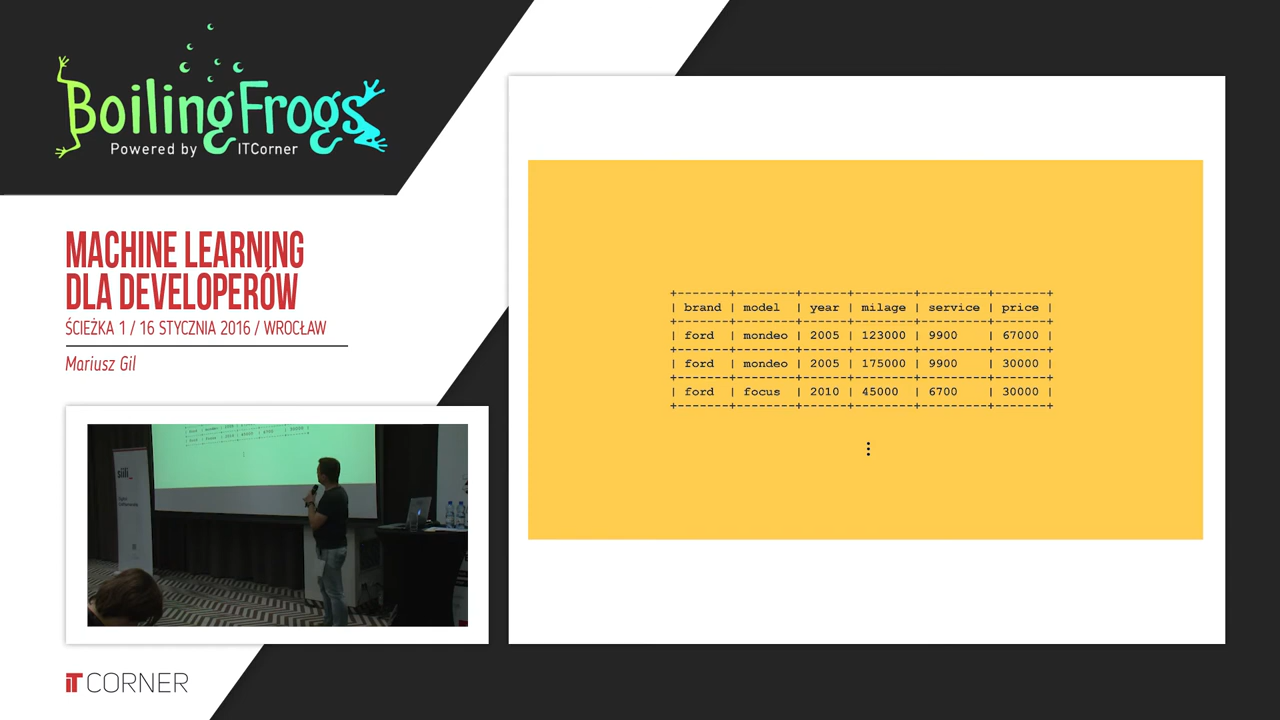 BoilingFrogs
Powered by ITCorner
MACHINE LEARNING
DLA DEVELOPERÓW
ŚCIEŻKA 1 / 16 STYCZNIA 2016 / WROCŁAW
Mariusz Gil
siili_
iT CORNER
+-------+--------+------+--------+---------+-------+
| brand | model | year | milage | service | price |
+-------+--------+------+--------+---------+-------+
| ford | mondeo | 2005 | 123000 | 9900 | 67000 |
+-------+--------+------+--------+---------+-------+
| ford | mondeo | 2005 | 175000 | 9900 | 30000 |
+-------+--------+------+--------+---------+-------+
| ford | focus | 2010 | 45000 | 6700 | 30000 |
+-------+--------+------+--------+---------+-------+
⋮